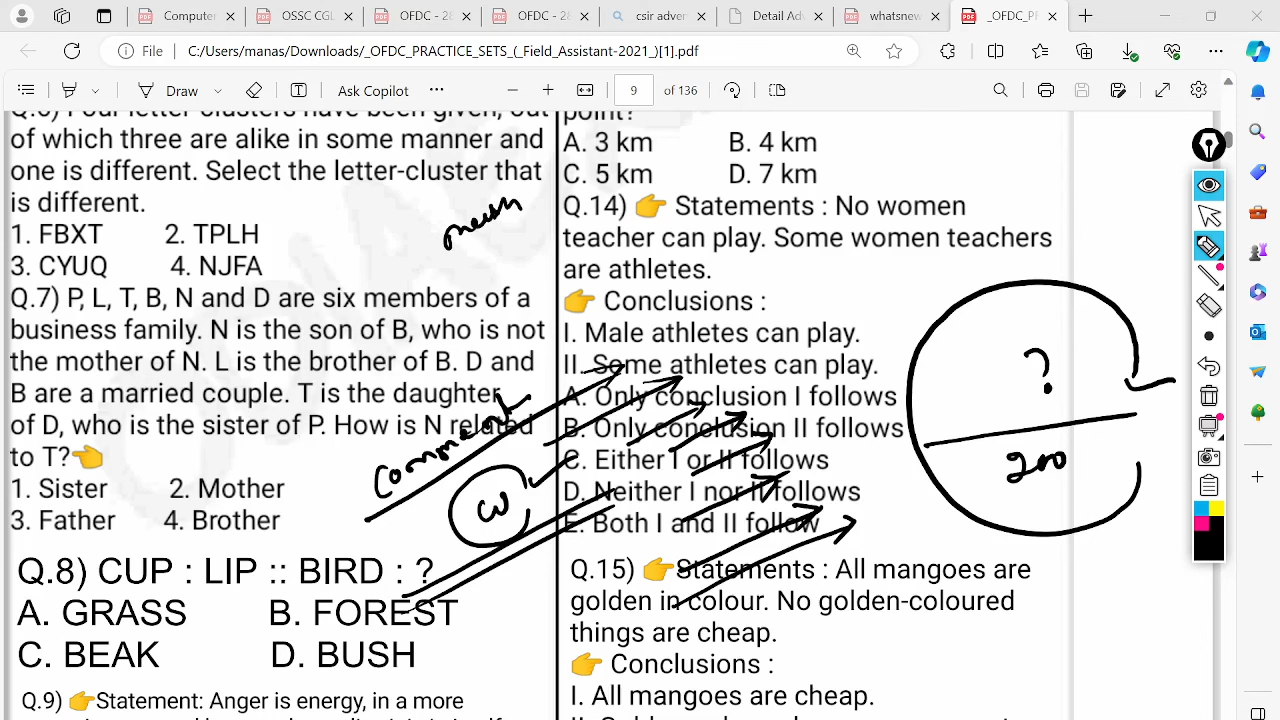 Computer
OSSC CGL
OFDC - 28
OFDC - 28
csir adver
Detail Adv
whatsnew
_OFDC_PR
File
C:/Users/manas/Downloads/_OFDC_PRACTICE_SETS_(_Field_Assistant-2021_)[1].pdf
Draw
Ask Copilot
9
of 136
of which three are alike in some manner and
one is different. Select the letter-cluster that
is different.
1. FBXT 2. TPLH
3. CYUQ 4. NJFA
Q.7) P, L, T, B, N and D are six members of a
business family. N is the son of B, who is not
the mother of N. L is the brother of B. D and
B are a married couple. T is the daughter
of D, who is the sister of P. How is N related
to T?👈
1. Sister 2. Mother
3. Father 4. Brother
Comment
Q.8) CUP : LIP :: BIRD : ?
A. GRASS B. FOREST
C. BEAK D. BUSH
Q.9) 👉Statement: Anger is energy, in a more
point?
A. 3 km B. 4 km
C. 5 km D. 7 km
Q.14) 👉 Statements : No women
teacher can play. Some women teachers
are athletes.
👉 Conclusions :
I. Male athletes can play.
II. Some athletes can play.
A. Only conclusion I follows
B. Only conclusion II follows
C. Either I or II follows
D. Neither I nor II follows
E. Both I and II follow
Q.15) 👉Statements : All mangoes are
golden in colour. No golden-coloured
things are cheap.
👉 Conclusions :
I. All mangoes are cheap.
?
200